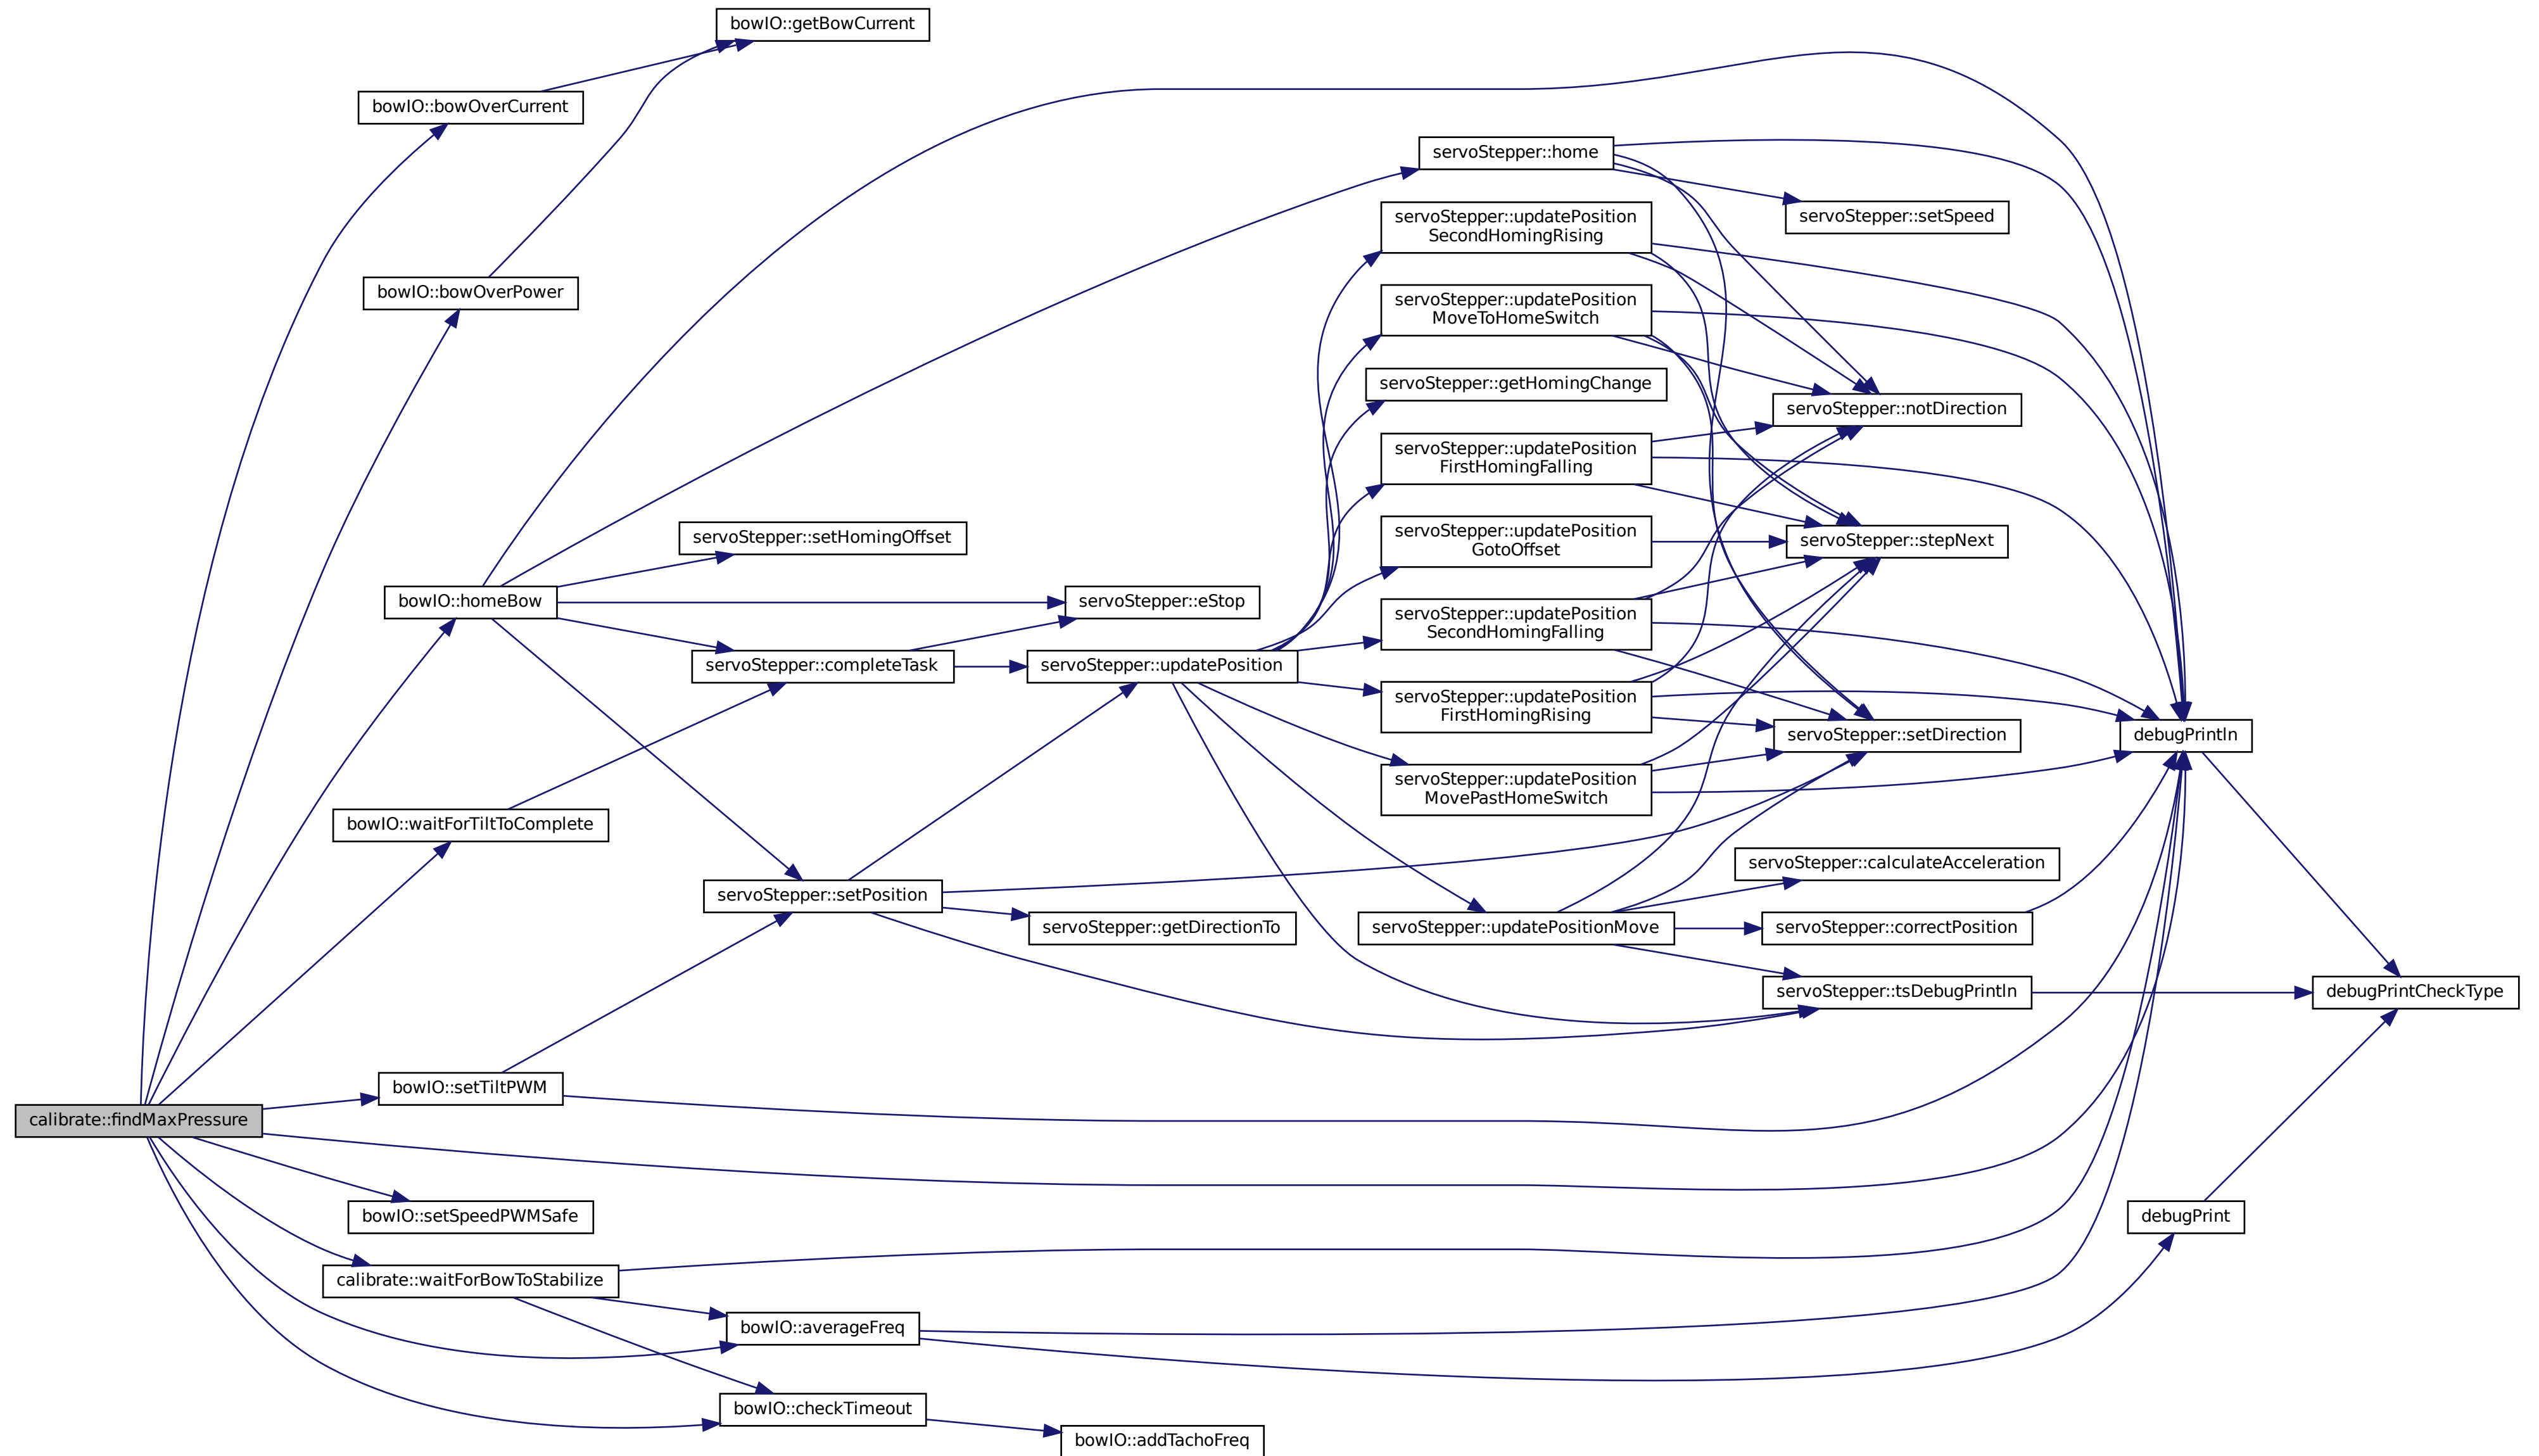 bowIO::getBowCurrent
bowIO::bowOverCurrent
servoStepper::home
servoStepper::updatePosition
SecondHomingRising
servoStepper::setSpeed
bowIO::bowOverPower
servoStepper::updatePosition
MoveToHomeSwitch
servoStepper::getHomingChange
servoStepper::notDirection
servoStepper::updatePosition
FirstHomingFalling
servoStepper::setHomingOffset
servoStepper::updatePosition
GotoOffset
servoStepper::stepNext
bowIO::homeBow
servoStepper::eStop
servoStepper::updatePosition
SecondHomingFalling
servoStepper::completeTask
servoStepper::updatePosition
servoStepper::updatePosition
FirstHomingRising
servoStepper::setDirection
debugPrintln
servoStepper::updatePosition
MovePastHomeSwitch
bowIO::waitForTiltToComplete
servoStepper::calculateAcceleration
servoStepper::setPosition
servoStepper::getDirectionTo
servoStepper::updatePositionMove
servoStepper::correctPosition
servoStepper::tsDebugPrintln
debugPrintCheckType
bowIO::setTiltPWM
calibrate::findMaxPressure
bowIO::setSpeedPWMSafe
debugPrint
calibrate::waitForBowToStabilize
bowIO::averageFreq
bowIO::checkTimeout
bowIO::addTachoFreq